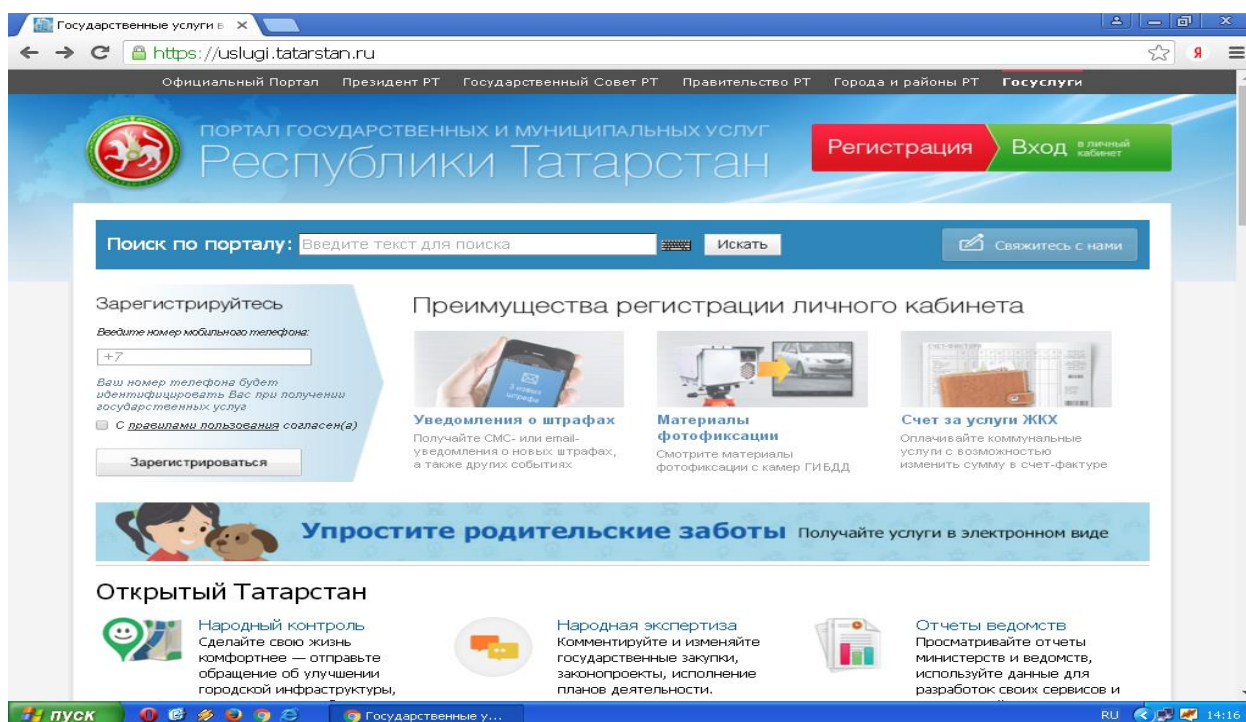 Государственные услуги в
https://uslugi.tatarstan.ru
Официальный Портал Президент РТ Государственный Совет РТ Правительство РТ Города и районы РТ Госуслуги
ПОРТАЛ ГОСУДАРСТВЕННЫХ И МУНИЦИПАЛЬНЫХ УСЛУГ
Республики Татарстан
Регистрация
Вход в личный кабинет
Поиск по порталу: Введите текст для поиска Искать Свяжитесь с нами
Зарегистрируйтесь
Введите номер мобильного телефона:
+7
Ваш номер телефона будет
идентифицировать Вас при получении
государственных услуг
С правилами пользования согласен(а)
Зарегистрироваться
Преимущества регистрации личного кабинета
3 новых
штрафа
Уведомления о штрафах
Получайте СМС- или email-
уведомления о новых штрафах,
а также других событиях
Материалы
фотофиксации
Смотрите материалы
фотофиксации с камер ГИБДД
СЧЕТ-ФАКТУРА
Счет за услуги ЖКХ
Оплачивайте коммунальные
услуги с возможностью
изменить сумму в счет-фактуре
Упростите родительские заботы Получайте услуги в электронном виде
Открытый Татарстан
Народный контроль
Сделайте свою жизнь
комфортнее — отправьте
обращение об улучшении
городской инфраструктуры,
Народная экспертиза
Комментируйте и изменяйте
государственные закупки,
законопроекты, исполнение
планов деятельности.
Отчеты ведомств
Просматривайте отчеты
министерств и ведомств,
используйте данные для
разработок своих сервисов и
пуск Государственные у... RU 14:16